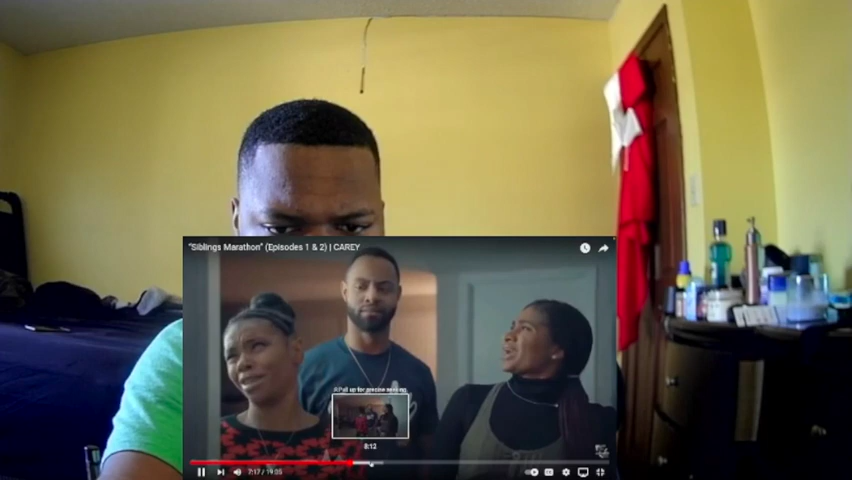 "Siblings Marathon" (Episodes 1 & 2) | CAREY
Pull up for precise seeking
8:12
7:17 / 19:05